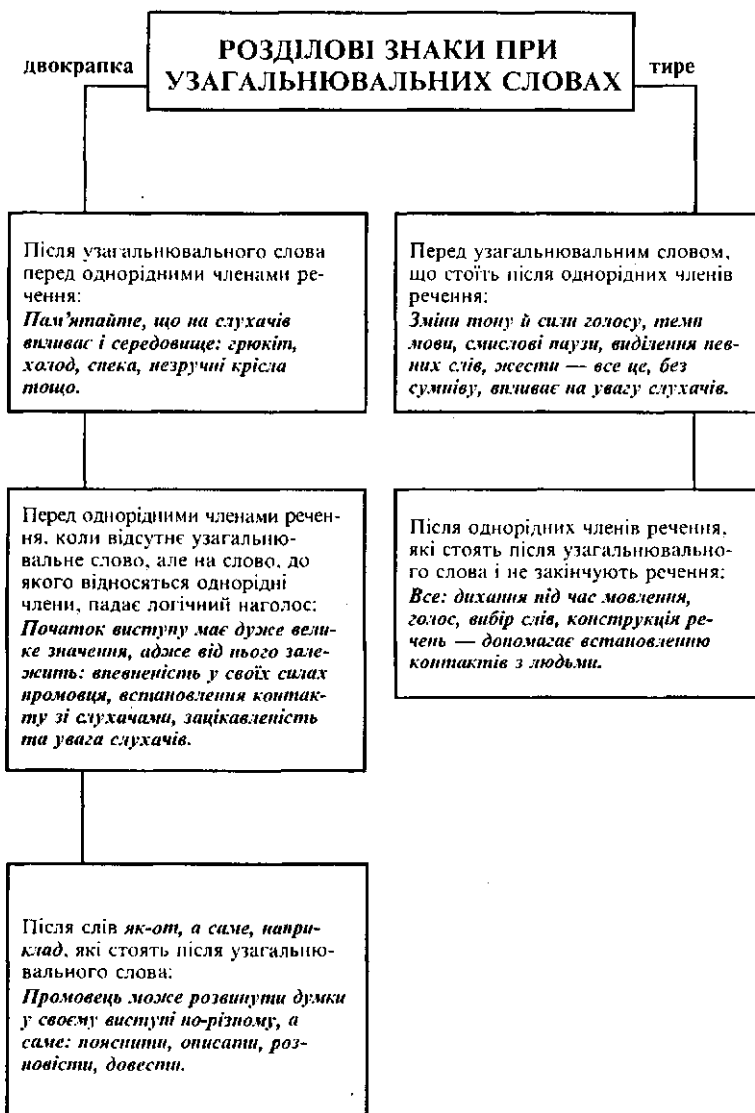 РОЗДІЛОВІ ЗНАКИ ПРИ
УЗАГАЛЬНЮВАЛЬНИХ СЛОВАХ
двокрапка
тире
Після узагальнювального слова
перед однорідними членами ре-
чення:
Пам'ятайте, що на слухачів
впливає і середовище: грюкіт,
холод, спека, незручні крісла
тощо.
Перед однорідними членами речен-
ня, коли відсутнє узагальню-
вальне слово, але на слово, до
якого відносяться однорідні
члени, падає логічний наголос:
Початок виступу має дуже вели-
ке значення, адже від нього зале-
жить: впевненість у своїх силах
промовця, встановлення контак-
ту зі слухачами, зацікавленість
та увага слухачів.
Після слів як-от, а саме, напри-
клад, які стоять після узагальню-
вального слова:
Промовець може розвинути думки
у своєму виступі по-різному, а
саме: пояснити, описати, роз-
повісти, довести.
Перед узагальнювальним словом,
що стоїть після однорідних членів
речення:
Зміни тону й сили голосу, темп
мови, смислові паузи, виділення пев-
них слів, жести — все це, без
сумніву, впливає на увагу слухачів.
Після однорідних членів речення,
які стоять після узагальнювально-
го слова і не закінчують речення:
Все: дихання під час мовлення,
голос, вибір слів, конструкція ре-
чень — допомагає встановленню
контактів з людьми.